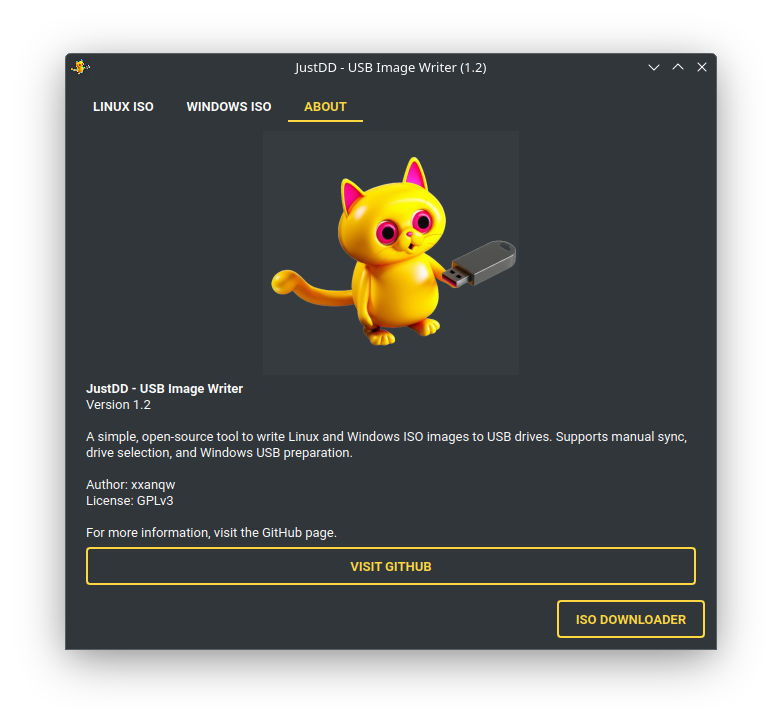 JustDD - USB Image Writer (1.2)
LINUX ISO
WINDOWS ISO
ABOUT
JustDD - USB Image Writer
Version 1.2
A simple, open-source tool to write Linux and Windows ISO images to USB drives. Supports manual sync,
drive selection, and Windows USB preparation.
Author: xxanqw
License: GPLv3
For more information, visit the GitHub page.
VISIT GITHUB
ISO DOWNLOADER